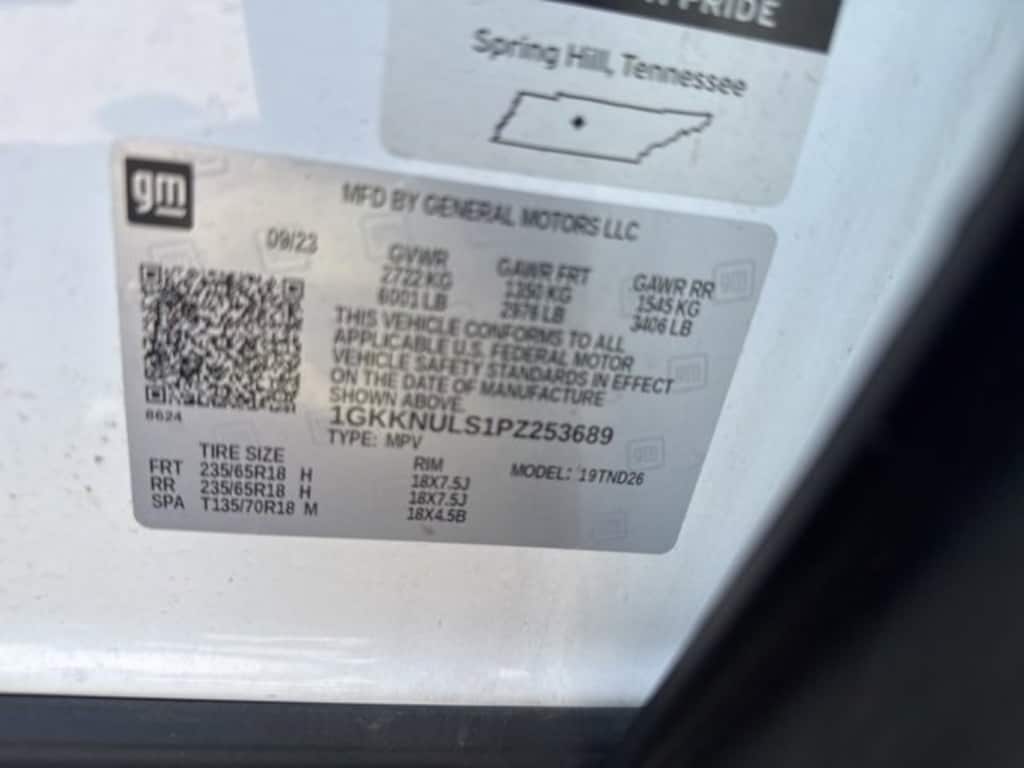 PRIDE
Spring Hill, Tennessee
gm
MFD BY GENERAL MOTORS LLC
09/23
GVWR GAWR FRT GAWR RR
2722 KG 1350 KG 1545 KG
6001 LB 2976 LB 3406 LB
THIS VEHICLE CONFORMS TO ALL
APPLICABLE U.S. FEDERAL MOTOR
VEHICLE SAFETY STANDARDS IN EFFECT
ON THE DATE OF MANUFACTURE
SHOWN ABOVE.
8624
1GKKNULS1PZ253689
TYPE: MPV
TIRE SIZE RIM MODEL: 19TND26
FRT 235/65R18 H 18X7.5J
RR 235/65R18 H 18X7.5J
SPA T135/70R18 M 18X4.5B